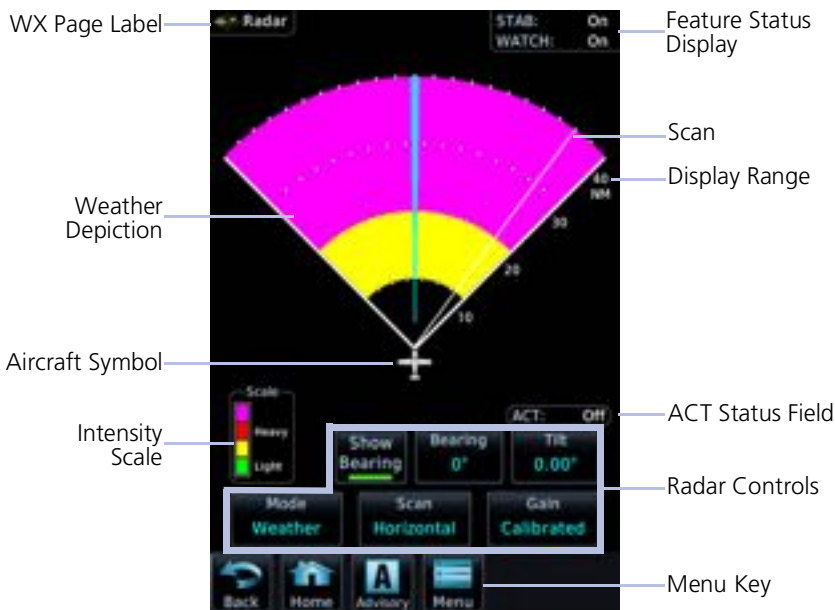 WX Page Label
Radar
STAB: On
WATCH: On
Feature Status
Display
Scan
40
NM
Display Range
30
20
10
Weather
Depiction
Aircraft Symbol
Scale
Heavy
Light
Intensity
Scale
ACT: Off
ACT Status Field
Show
Bearing
Bearing
0°
Tilt
0.00°
Radar Controls
Mode
Weather
Scan
Horizontal
Gain
Calibrated
Back
Home
A
Advisory
Menu
Menu Key